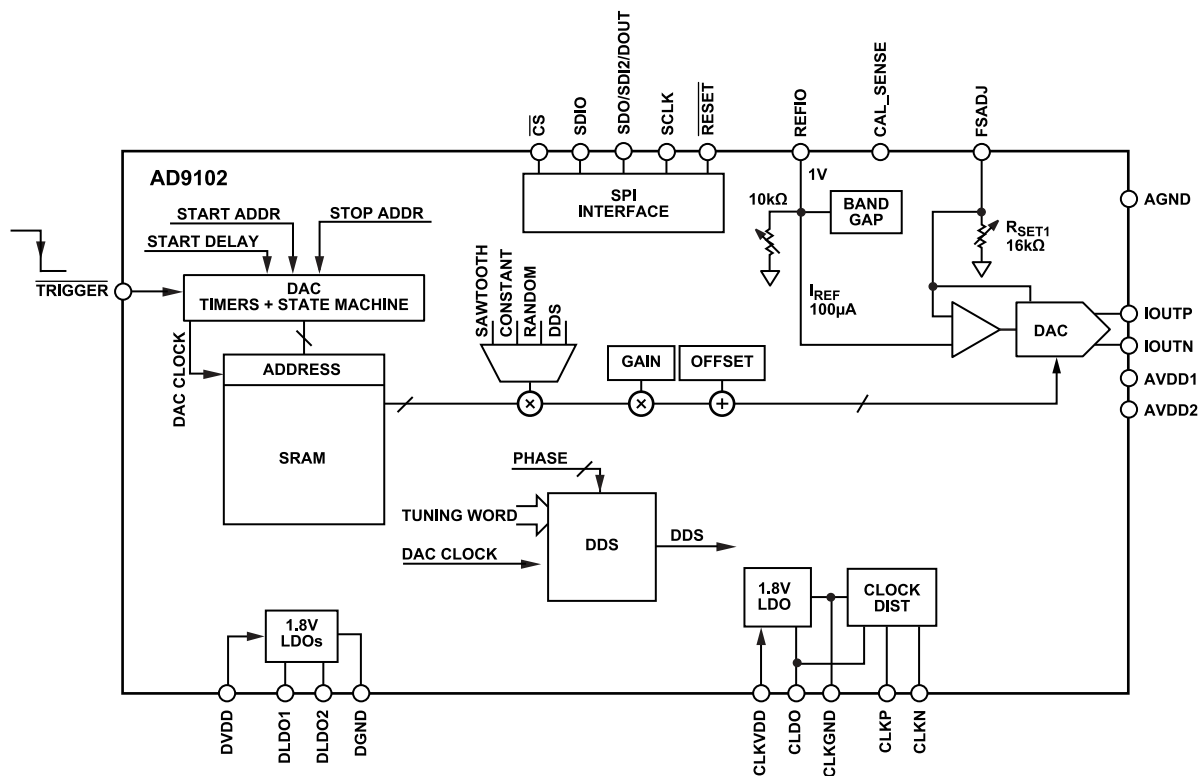 CS
SDIO
SDO/SDI2/DOUT
SCLK
RESET
REFIO
CAL_SENSE
FSADJ
AD9102
SPI
INTERFACE
1V
10kΩ
BAND
GAP
RSET1
16kΩ
AGND
START ADDR
STOP ADDR
START DELAY
TRIGGER
DAC
TIMERS + STATE MACHINE
SAWTOOTH
CONSTANT
RANDOM
DDS
IREF
100µA
DAC
IOUTP
IOUTN
AVDD1
AVDD2
DAC CLOCK
ADDRESS
SRAM
GAIN
OFFSET
×
×
+
PHASE
TUNING WORD
DAC CLOCK
DDS
DDS
1.8V
LDOs
1.8V
LDO
CLOCK
DIST
DVDD
DLDO1
DLDO2
DGND
CLKVDD
CLDO
CLKGND
CLKP
CLKN